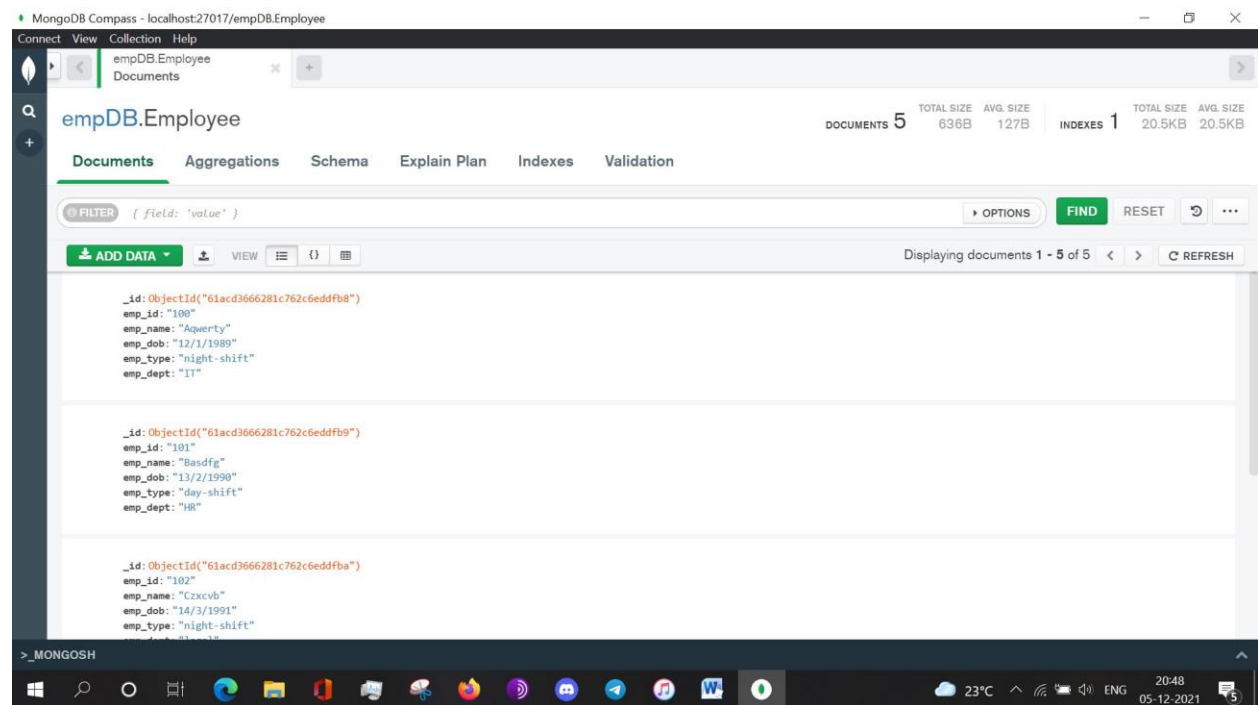 MongoDB Compass - localhost:27017/empDB.Employee
Connect View Collection Help
empDB.Employee
Documents
empDB.Employee
DOCUMENTS 5 TOTAL SIZE 636B AVG. SIZE 127B INDEXES 1 TOTAL SIZE 20.5KB AVG. SIZE 20.5KB
Documents Aggregations Schema Explain Plan Indexes Validation
FILTER { field: 'value' } OPTIONS FIND RESET
ADD DATA VIEW {} Displaying documents 1 - 5 of 5 < > REFRESH
_id: ObjectId("61acd3666281c762c6eddfb8")
emp_id: "100"
emp_name: "Aqwerty"
emp_dob: "12/1/1989"
emp_type: "night-shift"
emp_dept: "IT"
_id: ObjectId("61acd3666281c762c6eddfb9")
emp_id: "101"
emp_name: "Basdfg"
emp_dob: "13/2/1990"
emp_type: "day-shift"
emp_dept: "HR"
_id: ObjectId("61acd3666281c762c6eddfba")
emp_id: "102"
emp_name: "Czxcvb"
emp_dob: "14/3/1991"
emp_type: "night-shift"
>_MONGOSH
23°C ENG 20:48
05-12-2021 5